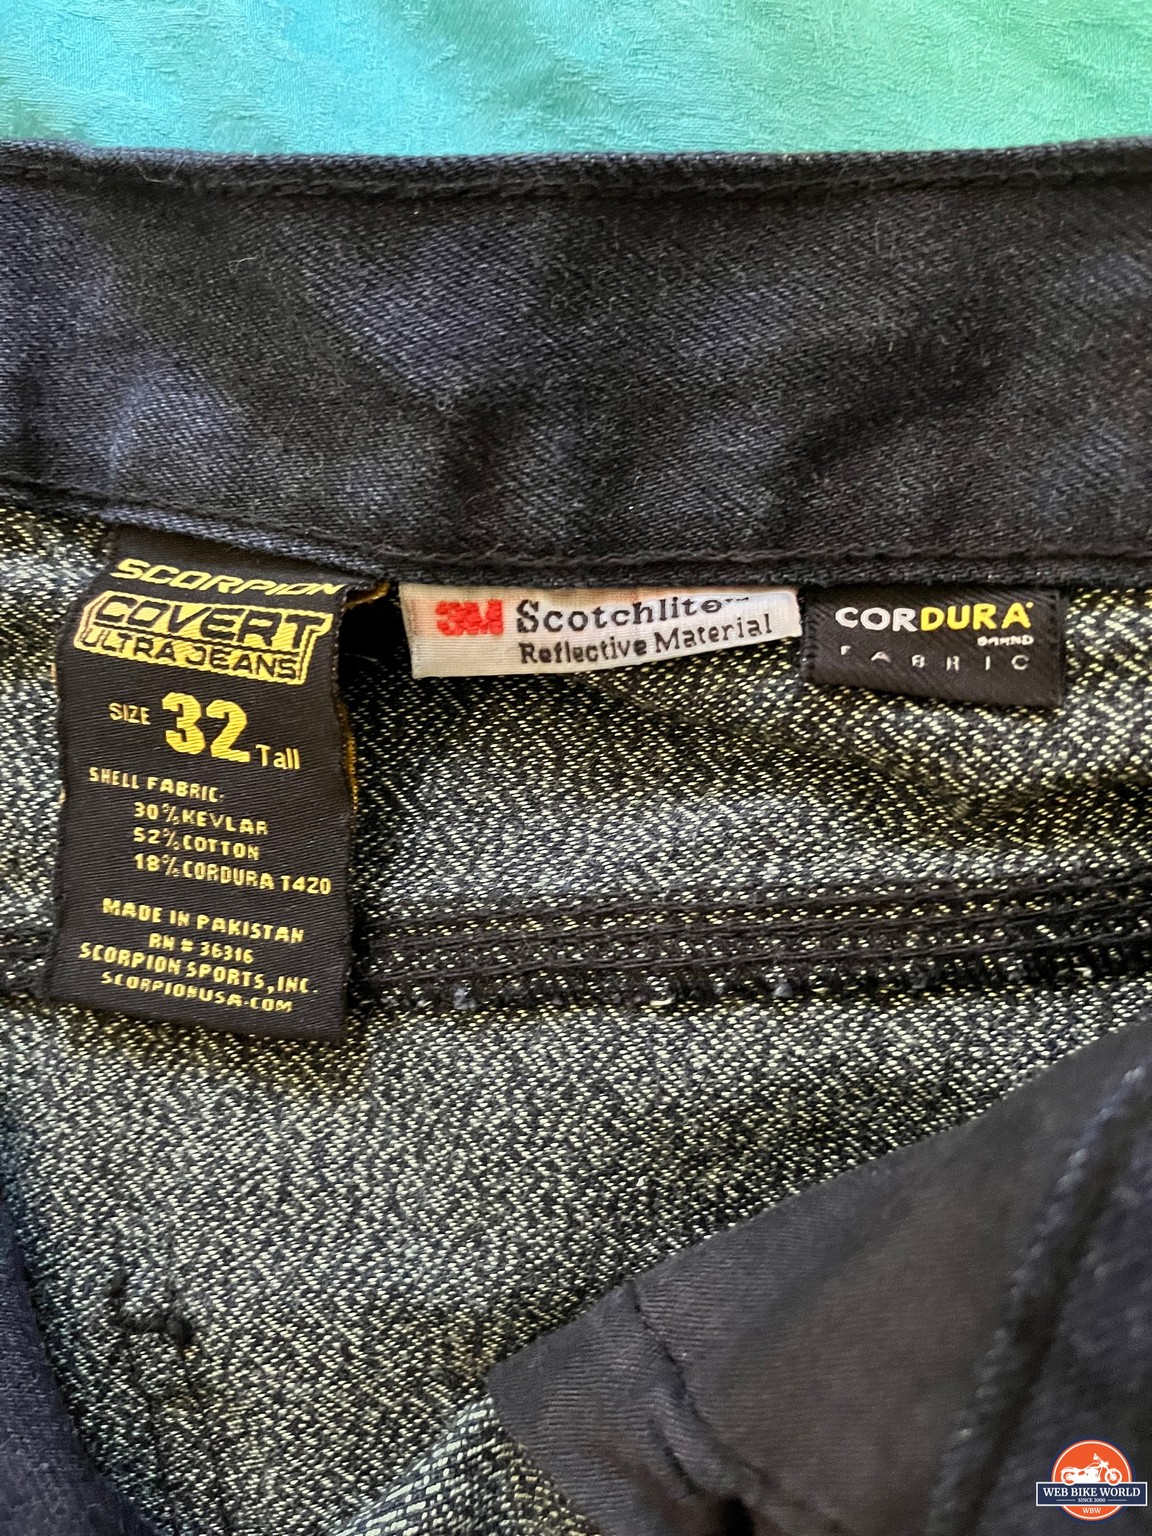 SCORPION
COVERT
ULTRA JEANS
SIZE 32 Tall
SHELL FABRIC:
30% KEVLAR
52% COTTON
18% CORDURA T420
MADE IN PAKISTAN
RN # 36316
SCORPION SPORTS, INC.
SCORPIONUSA.COM
3M Scotchlite™
Reflective Material
CORDURA®
BRAND
FABRIC
WEB BIKE WORLD
SINCE 2000
WBW